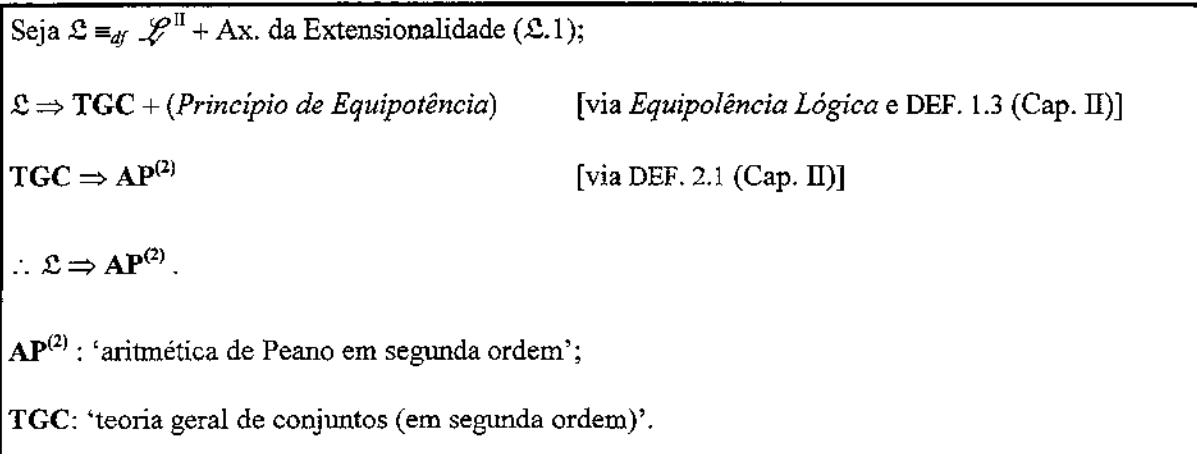 Seja 𝔏 ≡df ℒᴵᴵ + Ax. da Extensionalidade (𝔏.1);
𝔏 ⇒ TGC + (Princípio de Equipotência) [via Equipolência Lógica e DEF. 1.3 (Cap. II)]
TGC ⇒ AP⁽²⁾ [via DEF. 2.1 (Cap. II)]
∴ 𝔏 ⇒ AP⁽²⁾ .
AP⁽²⁾ : ‘aritmética de Peano em segunda ordem’;
TGC: ‘teoria geral de conjuntos (em segunda ordem)’.